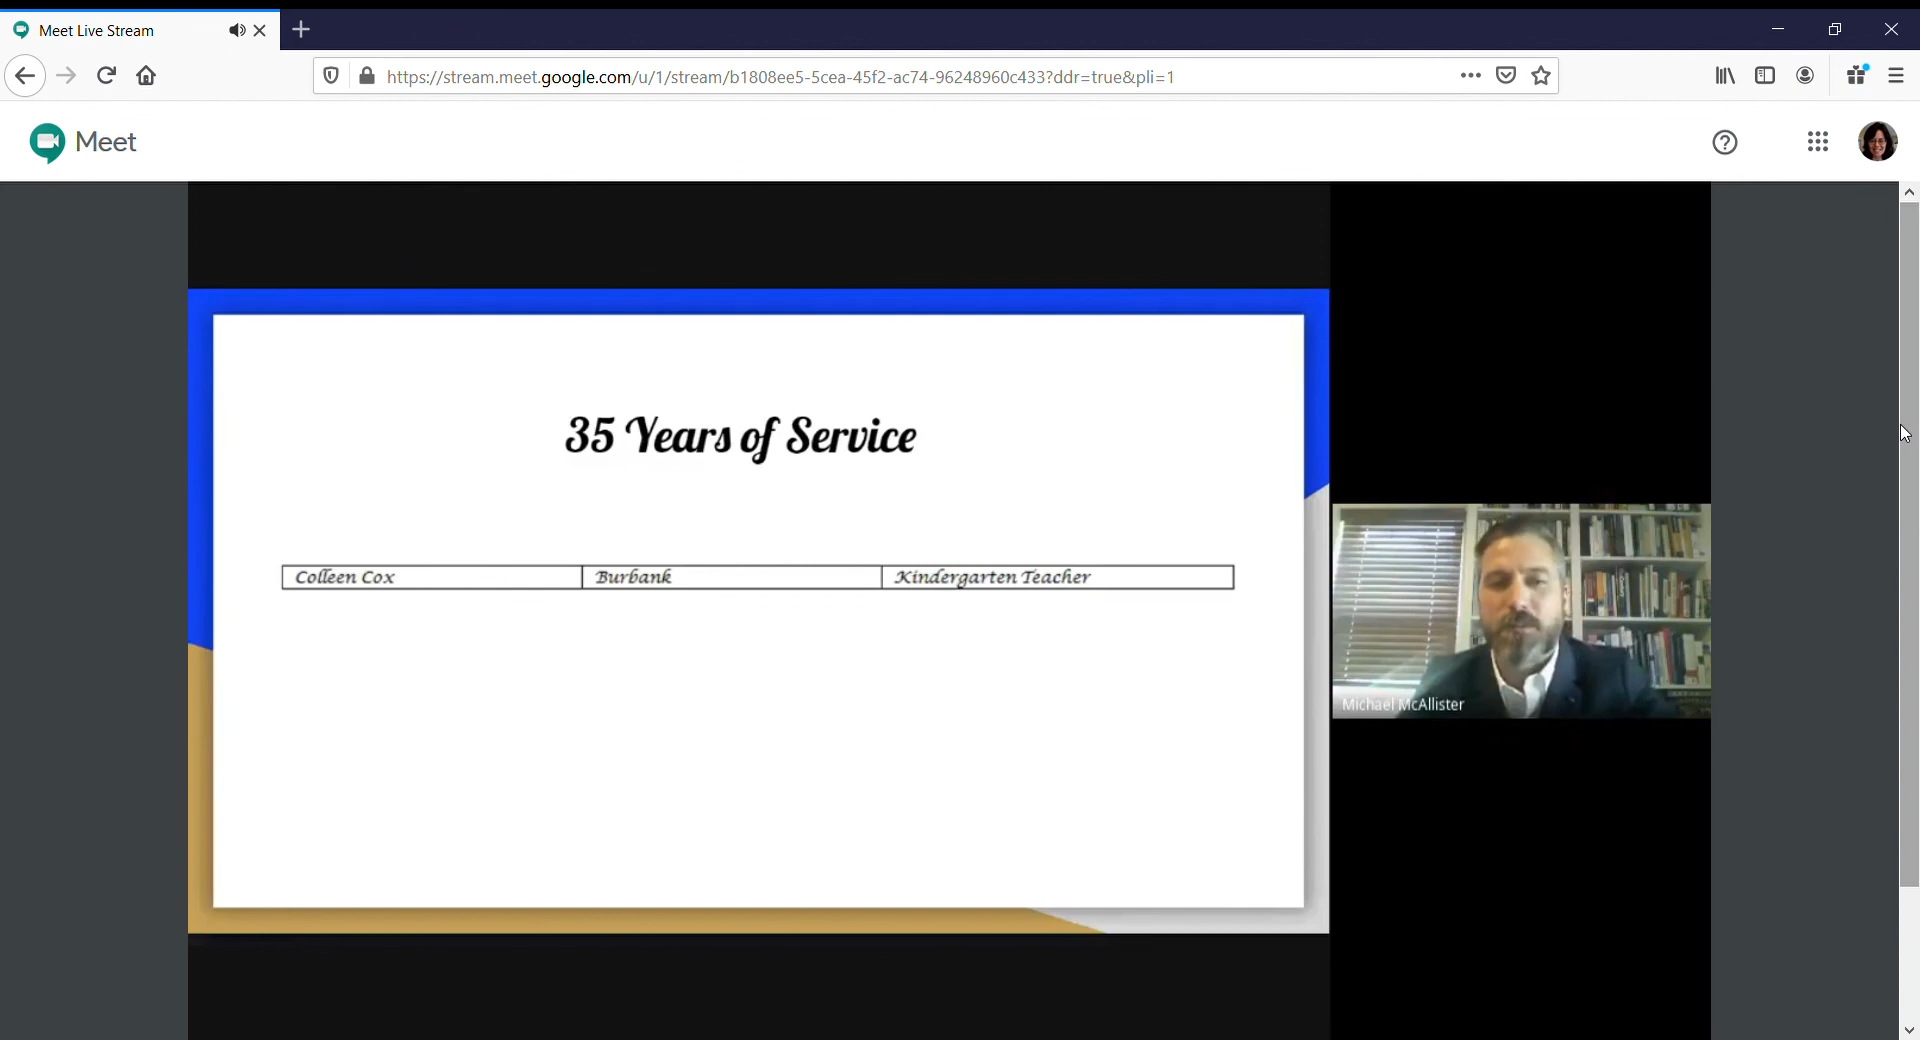 Meet Live Stream
https://stream.meet.google.com/u/1/stream/b1808ee5-5cea-45f2-ac74-96248960c433?ddr=true&pli=1
Meet
35 Years of Service
Colleen Cox Burbank Kindergarten Teacher
Michael McAllister